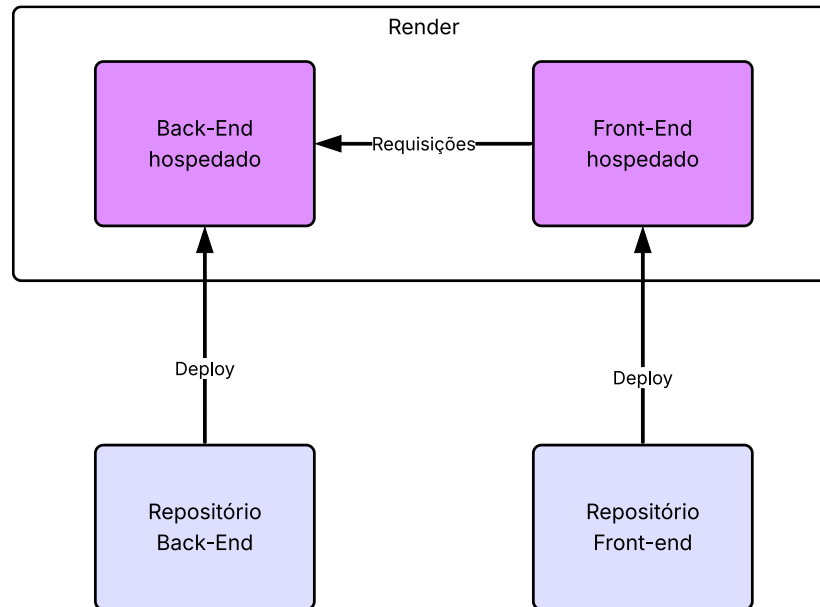 Render
Back-End
hospedado
Requisições
Front-End
hospedado
Deploy
Deploy
Repositório
Back-End
Repositório
Front-end